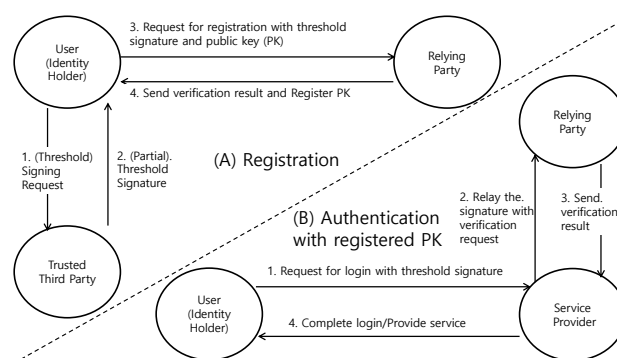 3. Request for registration with threshold
signature and public key (PK)
User
(Identity
Holder)
Relying
Party
4. Send verification result and Register PK
1. (Threshold)
Signing
Request
2. (Partial).
Threshold
Signature
(A) Registration
Trusted
Third Party
Relying
Party
(B) Authentication
with registered PK
2. Relay the.
signature with
verification
request
3. Send.
verification
result
1. Request for login with threshold signature
User
(Identity
Holder)
Service
Provider
4. Complete login/Provide service